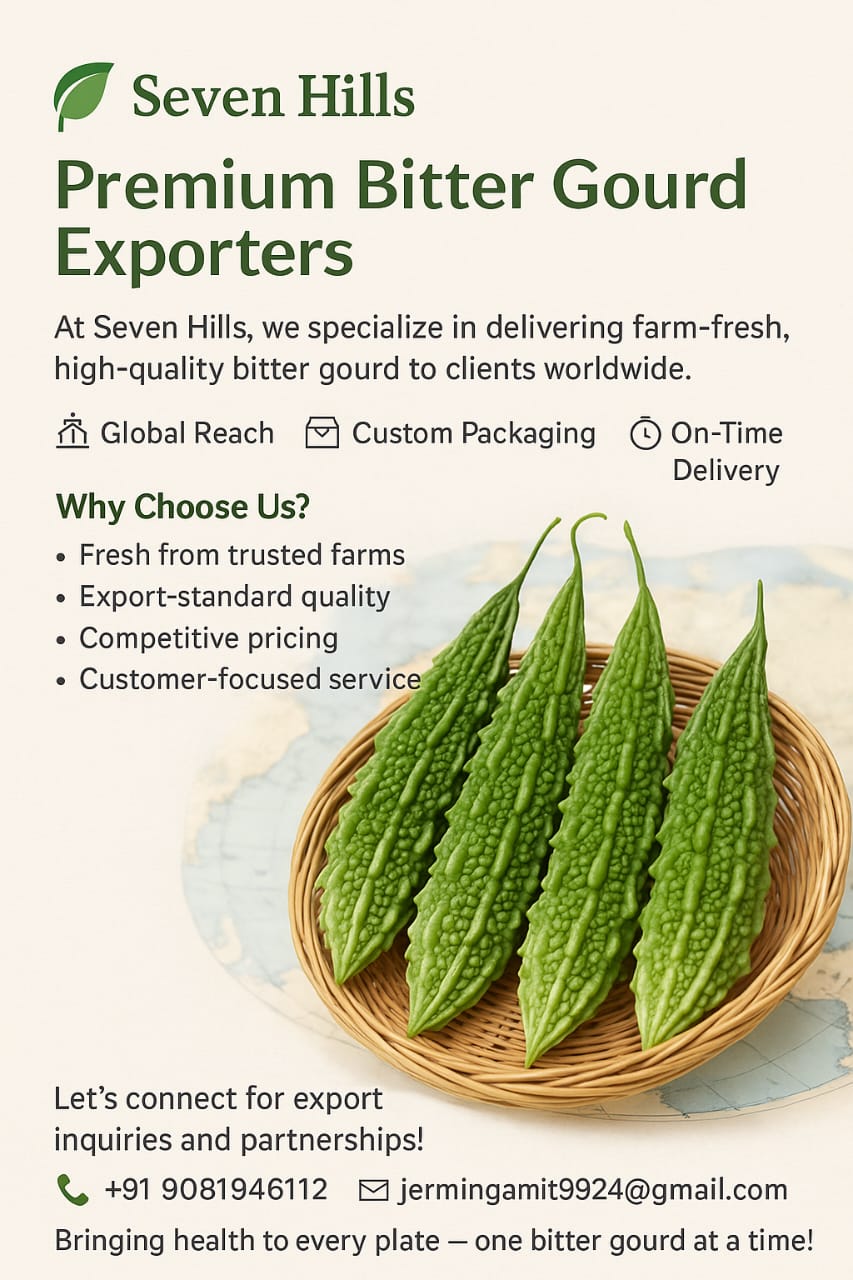 Seven Hills
Premium Bitter Gourd
Exporters
At Seven Hills, we specialize in delivering farm-fresh,
high-quality bitter gourd to clients worldwide.
Global Reach
Custom Packaging
On-Time
Delivery
Why Choose Us?
• Fresh from trusted farms
• Export-standard quality
• Competitive pricing
• Customer-focused service
Let's connect for export
inquiries and partnerships!
+91 9081946112
jermingamit9924@gmail.com
Bringing health to every plate – one bitter gourd at a time!